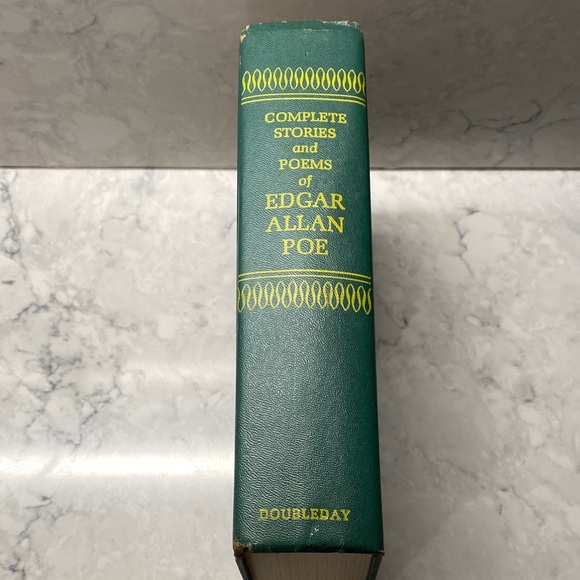 COMPLETE
STORIES
and
POEMS
of
EDGAR
ALLAN
POE
DOUBLEDAY